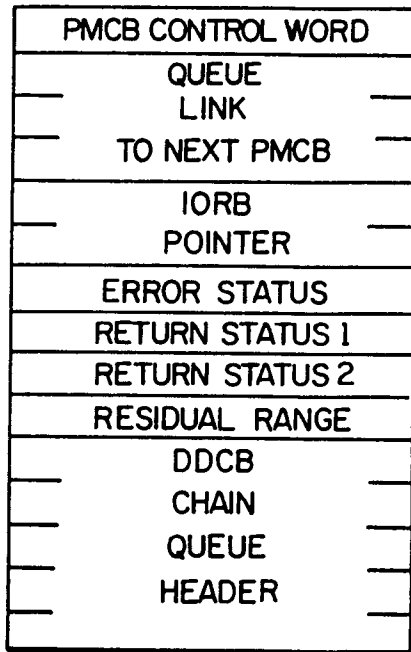 PMCB CONTROL WORD
QUEUE
LINK
TO NEXT PMCB
IORB
POINTER
ERROR STATUS
RETURN STATUS 1
RETURN STATUS 2
RESIDUAL RANGE
DDCB
CHAIN
QUEUE
HEADER